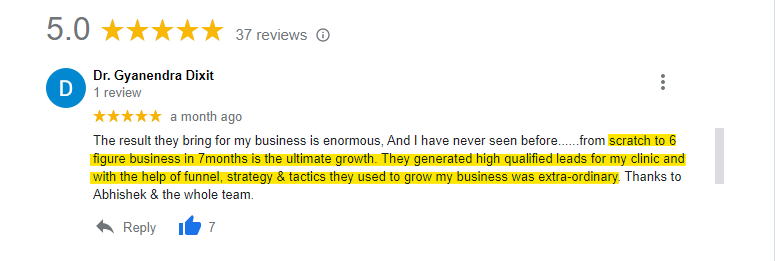 5.0 37 reviews
D
Dr. Gyanendra Dixit
1 review
a month ago
The result they bring for my business is enormous, And I have never seen before......from scratch to 6
figure business in 7months is the ultimate growth. They generated high qualified leads for my clinic and
with the help of funnel, strategy & tactics they used to grow my business was extra-ordinary. Thanks to
Abhishek & the whole team.
Reply 7